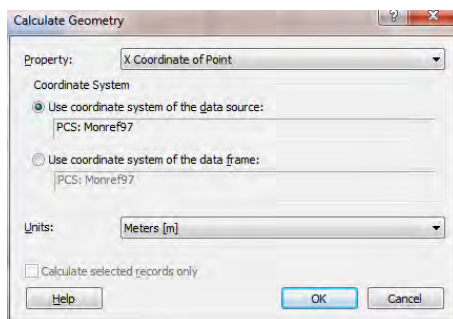 Calculate Geometry
Property: X Coordinate of Point
Coordinate System
Use coordinate system of the data source:
PCS: Monref97
Use coordinate system of the data frame:
PCS: Monref97
Units: Meters [m]
Calculate selected records only
Help OK Cancel